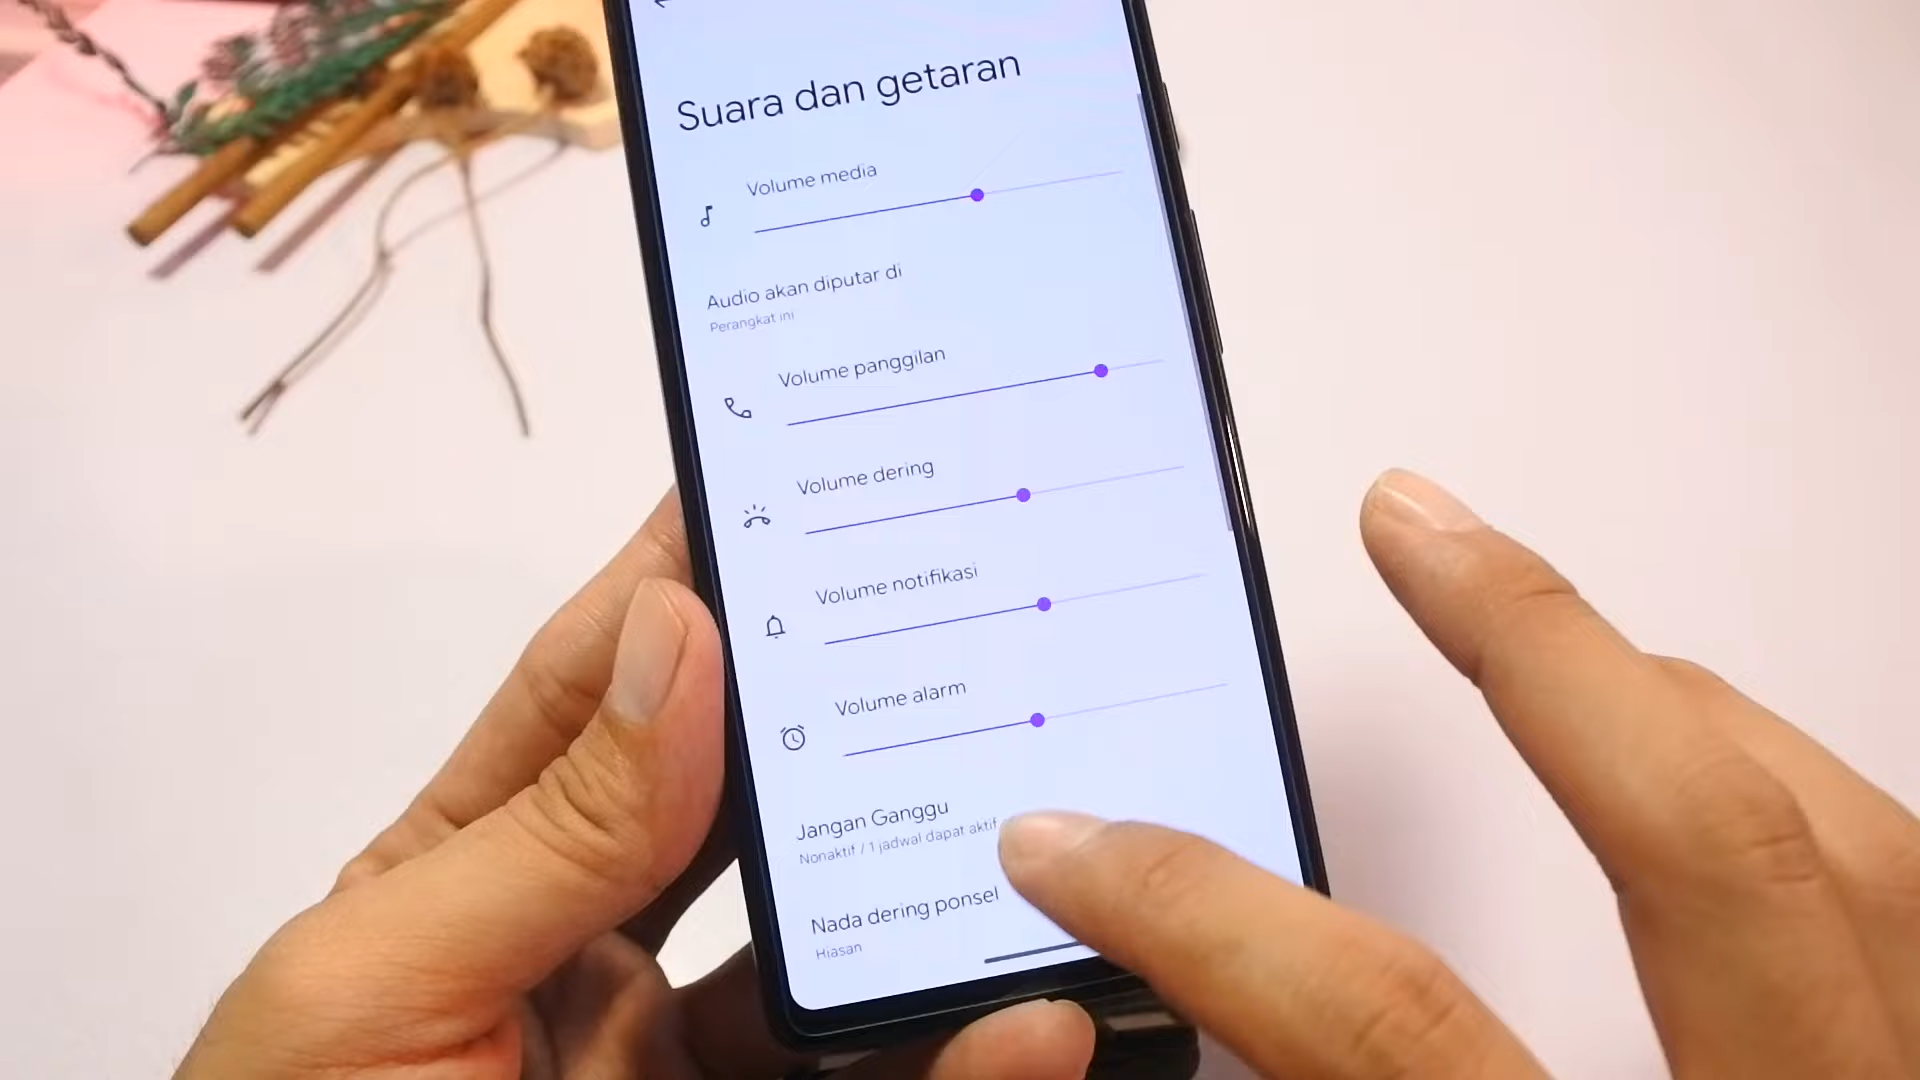 Suara dan getaran
Volume media
Audio akan diputar di
Perangkat ini
Volume panggilan
Volume dering
Volume notifikasi
Volume alarm
Jangan Ganggu
Nonaktif / 1 jadwal dapat aktif
Nada dering ponsel
Hiasan